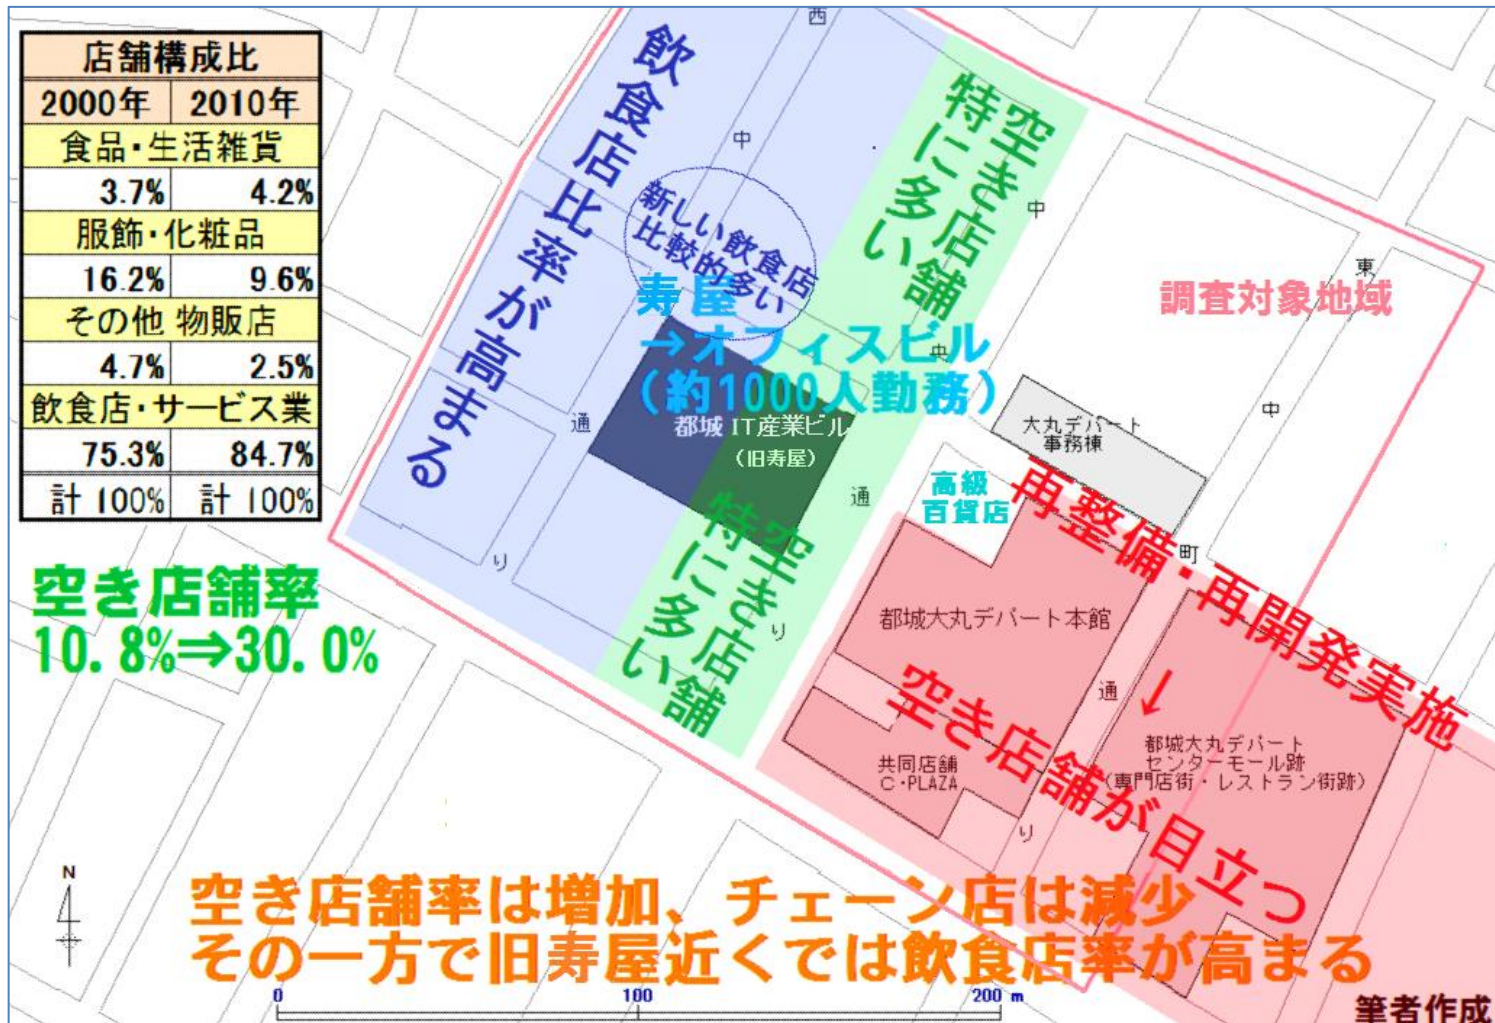 店舗構成比
2000年 2010年
食品・生活雑貨
3.7% 4.2%
服飾・化粧品
16.2% 9.6%
その他 物販店
4.7% 2.5%
飲食店・サービス業
75.3% 84.7%
計 100% 計 100%
空き店舗率
10.8%⇒30.0%
飲食店比率が高まる
新しい飲食店
比較的多い
寿屋
→オフィスビル
（約1000人勤務）
都城 IT産業ビル
（旧寿屋）
空き店舗
特に多い
空き店舗
特に多い
西
中
通
り
中
央
通
り
東
中
町
通
り
調査対象地域
大丸デパート
事務棟
高級
百貨店
再整備・再開発実施
都城大丸デパート本館
空き店舗が目立つ
↓
都城大丸デパート
センターモール跡
（専門店街・レストラン街跡）
共同店舗
C・PLAZA
空き店舗率は増加、チェーン店は減少
その一方で旧寿屋近くでは飲食店率が高まる
N
0 100 200 m
筆者作成